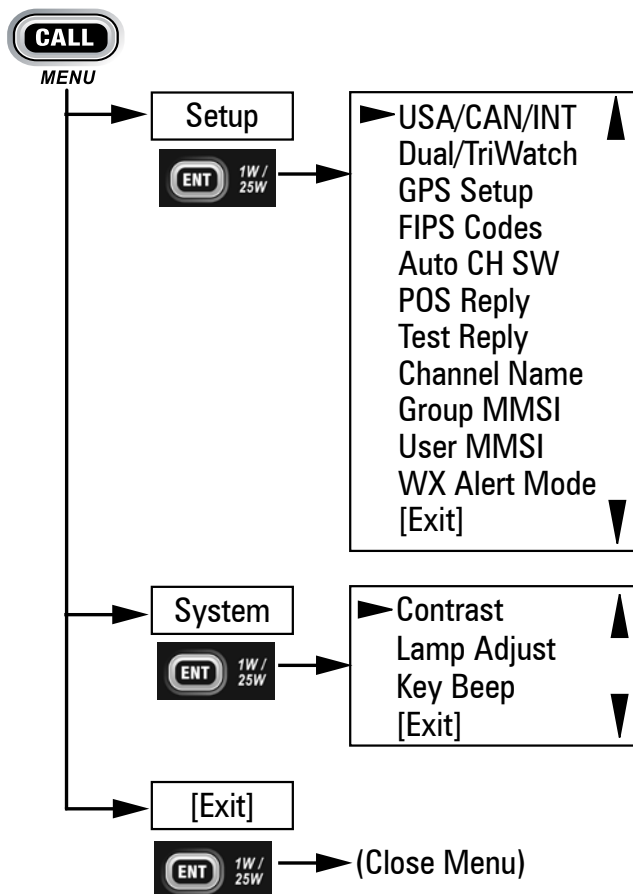 CALL
MENU
Setup
ENT 1W / 25W
USA/CAN/INT
Dual/TriWatch
GPS Setup
FIPS Codes
Auto CH SW
POS Reply
Test Reply
Channel Name
Group MMSI
User MMSI
WX Alert Mode
[Exit]
System
ENT 1W / 25W
Contrast
Lamp Adjust
Key Beep
[Exit]
[Exit]
ENT 1W / 25W
(Close Menu)